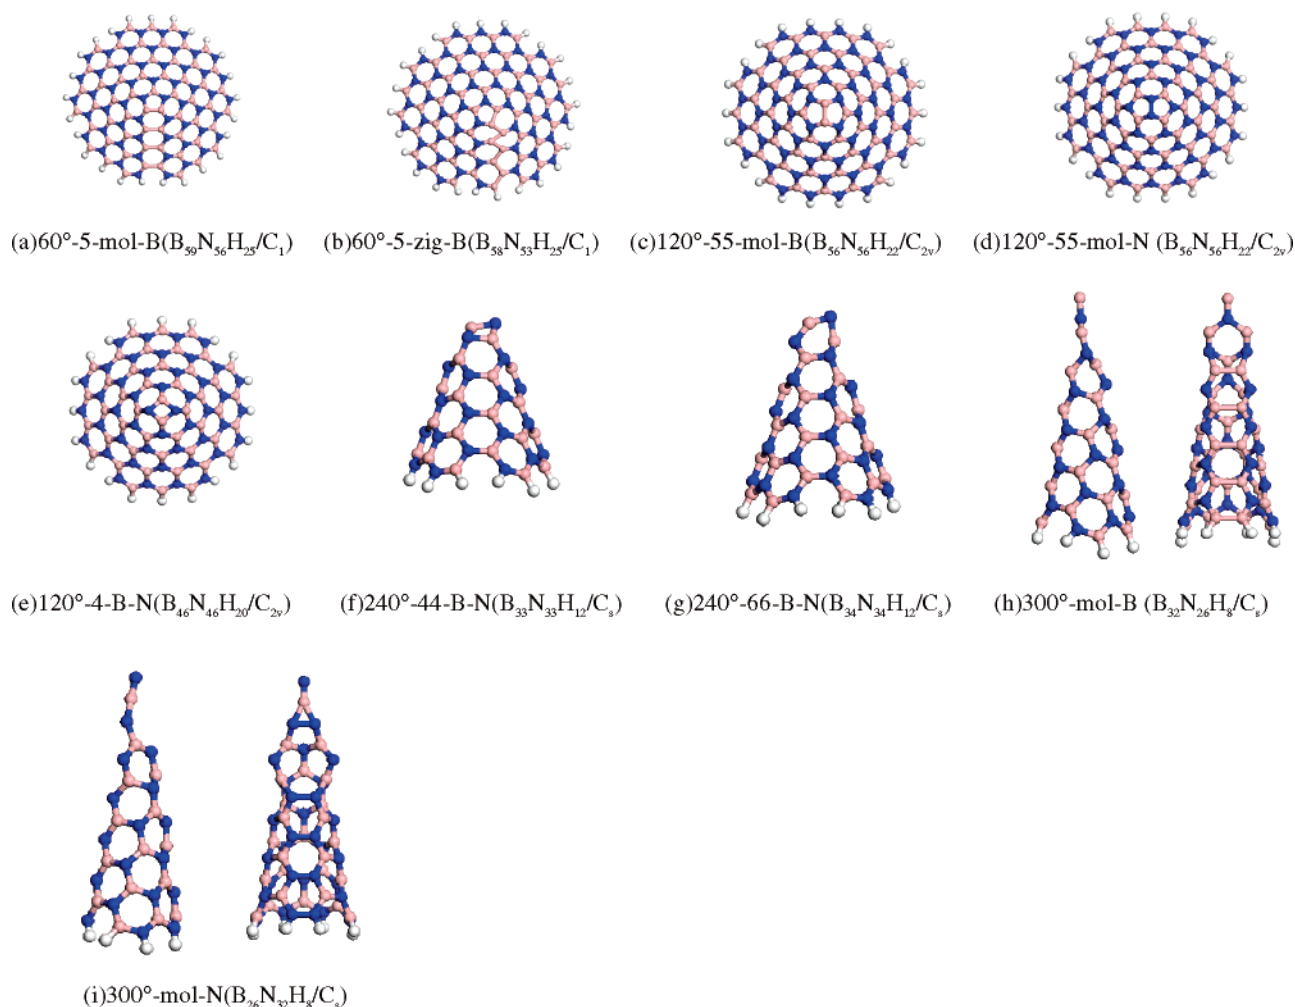 (a)60°-5-mol-B(B₅₉N₅₆H₂₅/C₁) (b)60°-5-zig-B(B₅₈N₅₃H₂₅/C₁) (c)120°-55-mol-B(B₅₆N₅₆H₂₂/C₂ᵥ) (d)120°-55-mol-N (B₅₆N₅₆H₂₂/C₂ᵥ)
(e)120°-4-B-N(B₄₆N₄₆H₂₀/C₂ᵥ) (f)240°-44-B-N(B₃₃N₃₃H₁₂/Cₛ) (g)240°-66-B-N(B₃₄N₃₄H₁₂/Cₛ) (h)300°-mol-B (B₃₂N₂₆H₈/Cₛ)
(i)300°-mol-N(B₂₆N₃₂H₈/Cₛ)